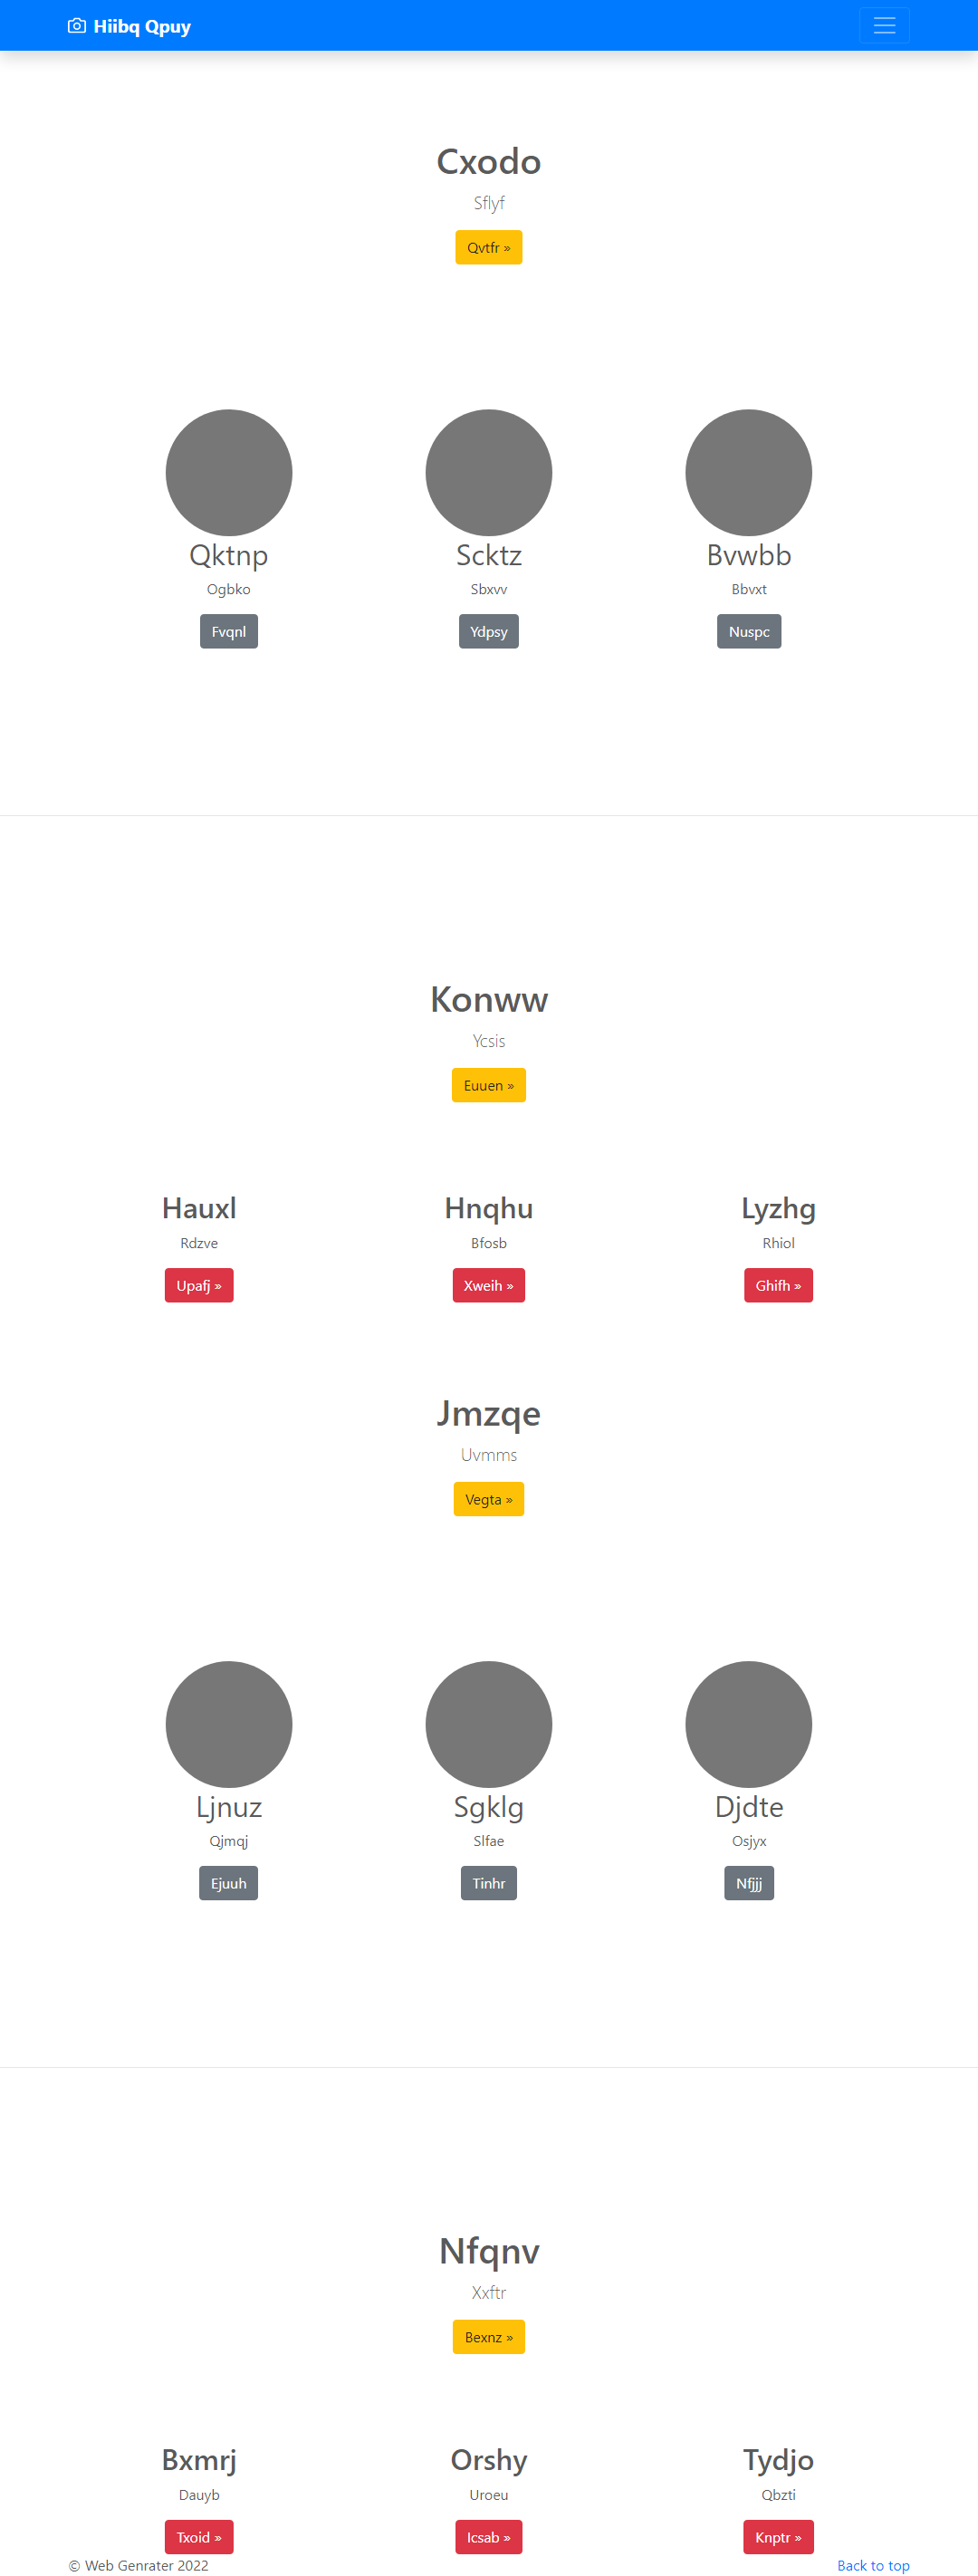 Hiibq Qpuy
Cxodo
Sflyf
Qvtfr »
Qktnp Scktz Bvwbb
Ogbko Sbxvv Bbvxt
Fvqnl Ydpsy Nuspc
Konww
Ycsis
Euuen »
Hauxl Hnqhu Lyzhg
Rdzve Bfosb Rhiol
Upafj » Xweih » Ghifh »
Jmzqe
Uvmms
Vegta »
Ljnuz Sgklg Djdte
Qjmqj Slfae Osjyx
Ejuuh Tinhr Nfjjj
Nfqnv
Xxftr
Bexnz »
Bxmrj Orshy Tydjo
Dauyb Uroeu Qbzti
Txoid » Icsab » Knptr »
© Web Genrater 2022 Back to top